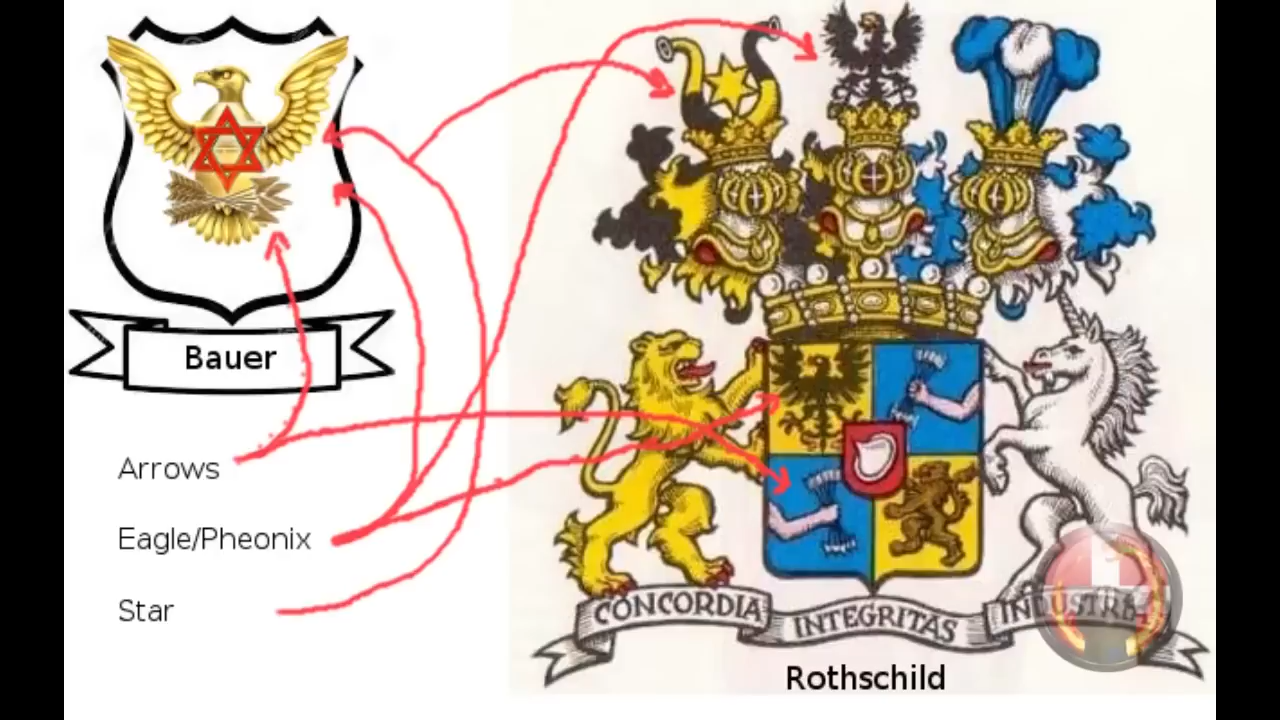 Bauer
Arrows
Eagle/Pheonix
Star
CONCORDIA
INTEGRITAS
INDUSTRIA
Rothschild